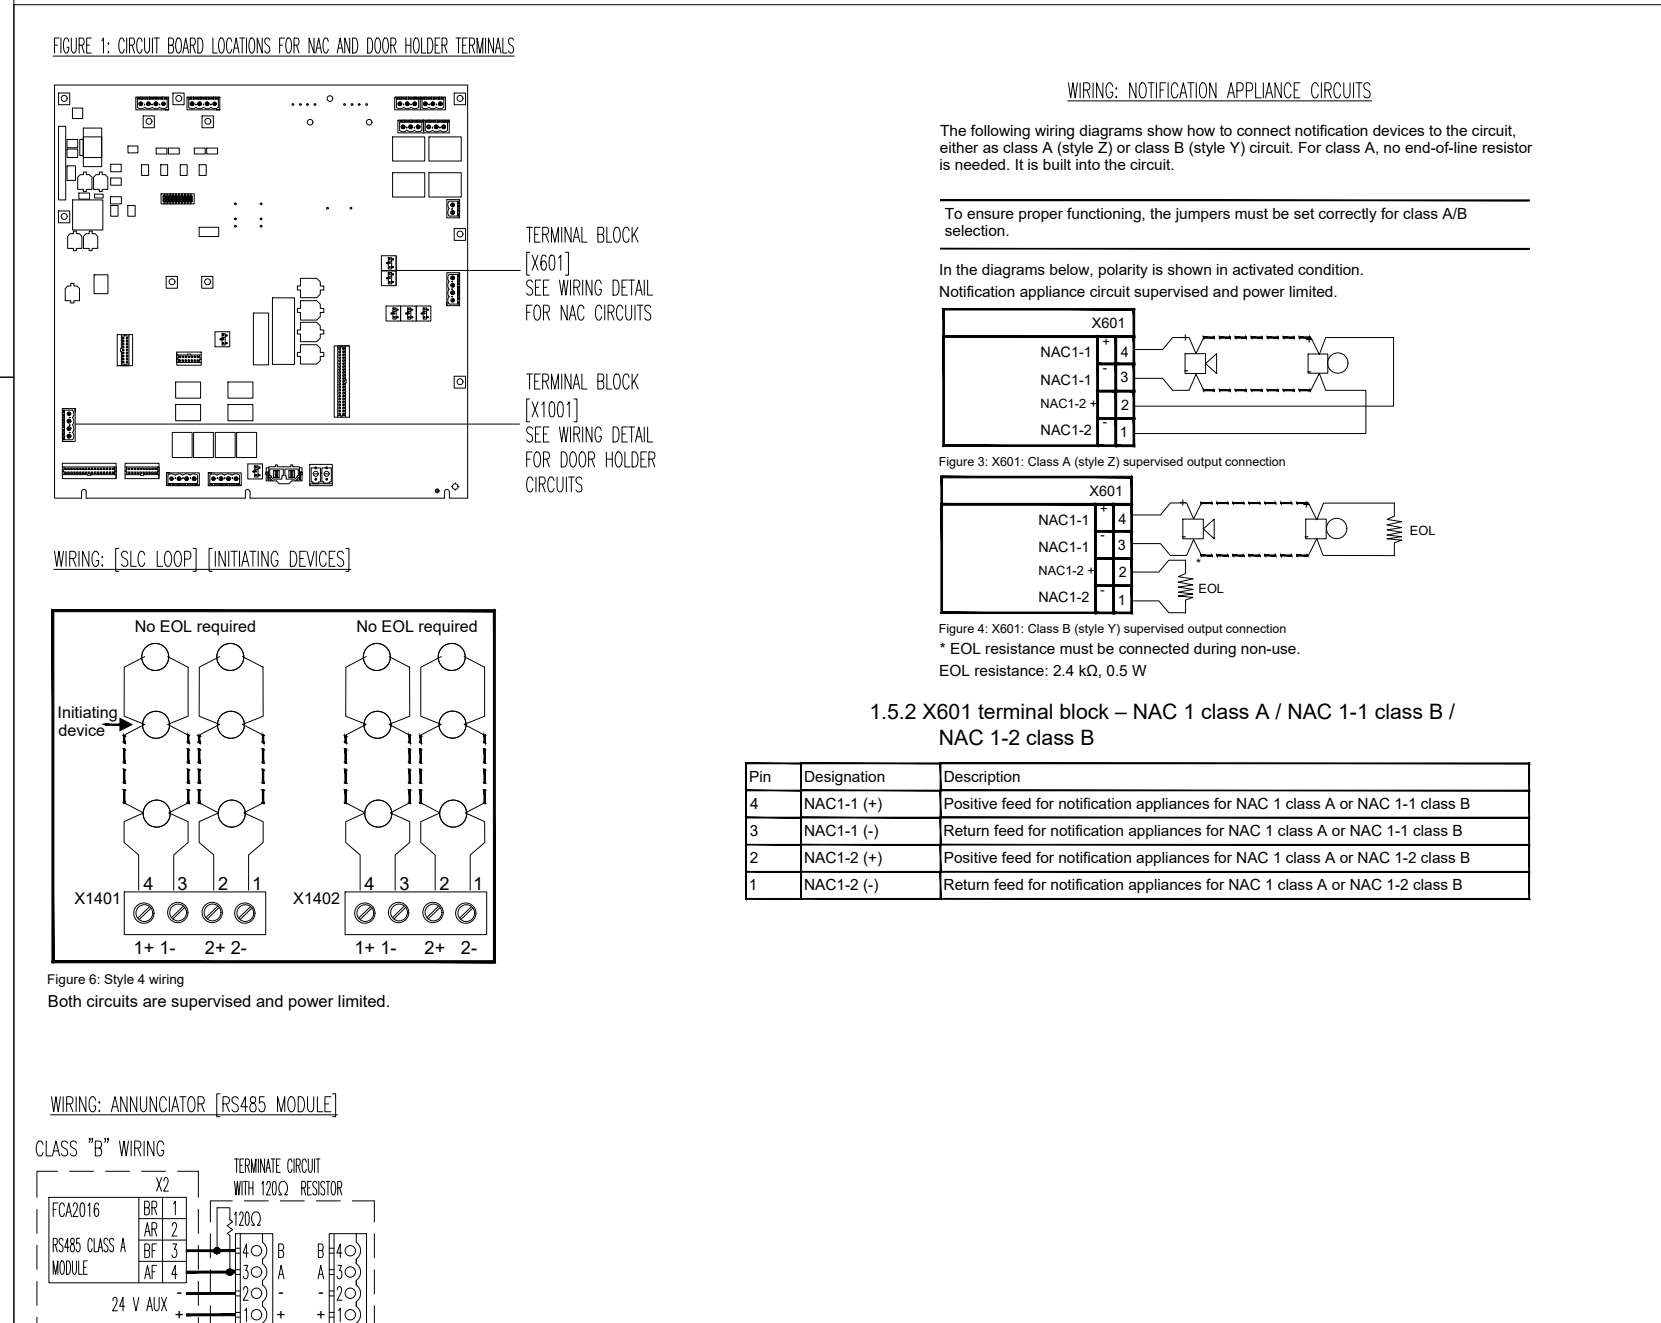 FIGURE 1: CIRCUIT BOARD LOCATIONS FOR NAC AND DOOR HOLDER TERMINALS
TERMINAL BLOCK
[X601]
SEE WIRING DETAIL
FOR NAC CIRCUITS
TERMINAL BLOCK
[X1001]
SEE WIRING DETAIL
FOR DOOR HOLDER
CIRCUITS
WIRING: [SLC LOOP] [INITIATING DEVICES]
No EOL required No EOL required
Initiating
device
4 3 2 1 4 3 2 1
X1401 X1402
1+ 1- 2+ 2- 1+ 1- 2+ 2-
Figure 6: Style 4 wiring
Both circuits are supervised and power limited.
WIRING: ANNUNCIATOR [RS485 MODULE]
CLASS "B" WIRING
TERMINATE CIRCUIT
WITH 120Ω RESISTOR
X2
FCA2016 BR 1
AR 2 120Ω
RS485 CLASS A BF 3 4 B B 4
MODULE AF 4 3 A A 3
- 2 - - 2
24 V AUX
+ 1 + + 1
WIRING: NOTIFICATION APPLIANCE CIRCUITS
The following wiring diagrams show how to connect notification devices to the circuit,
either as class A (style Z) or class B (style Y) circuit. For class A, no end-of-line resistor
is needed. It is built into the circuit.
To ensure proper functioning, the jumpers must be set correctly for class A/B
selection.
In the diagrams below, polarity is shown in activated condition.
Notification appliance circuit supervised and power limited.
X601
NAC1-1 + 4
NAC1-1 - 3
NAC1-2 + 2
NAC1-2 - 1
Figure 3: X601: Class A (style Z) supervised output connection
X601
NAC1-1 + 4
NAC1-1 - 3
NAC1-2 + 2
NAC1-2 - 1
EOL
*
EOL
Figure 4: X601: Class B (style Y) supervised output connection
* EOL resistance must be connected during non-use.
EOL resistance: 2.4 kΩ, 0.5 W
1.5.2 X601 terminal block – NAC 1 class A / NAC 1-1 class B /
NAC 1-2 class B
Pin Designation Description
4 NAC1-1 (+) Positive feed for notification appliances for NAC 1 class A or NAC 1-1 class B
3 NAC1-1 (-) Return feed for notification appliances for NAC 1 class A or NAC 1-1 class B
2 NAC1-2 (+) Positive feed for notification appliances for NAC 1 class A or NAC 1-2 class B
1 NAC1-2 (-) Return feed for notification appliances for NAC 1 class A or NAC 1-2 class B